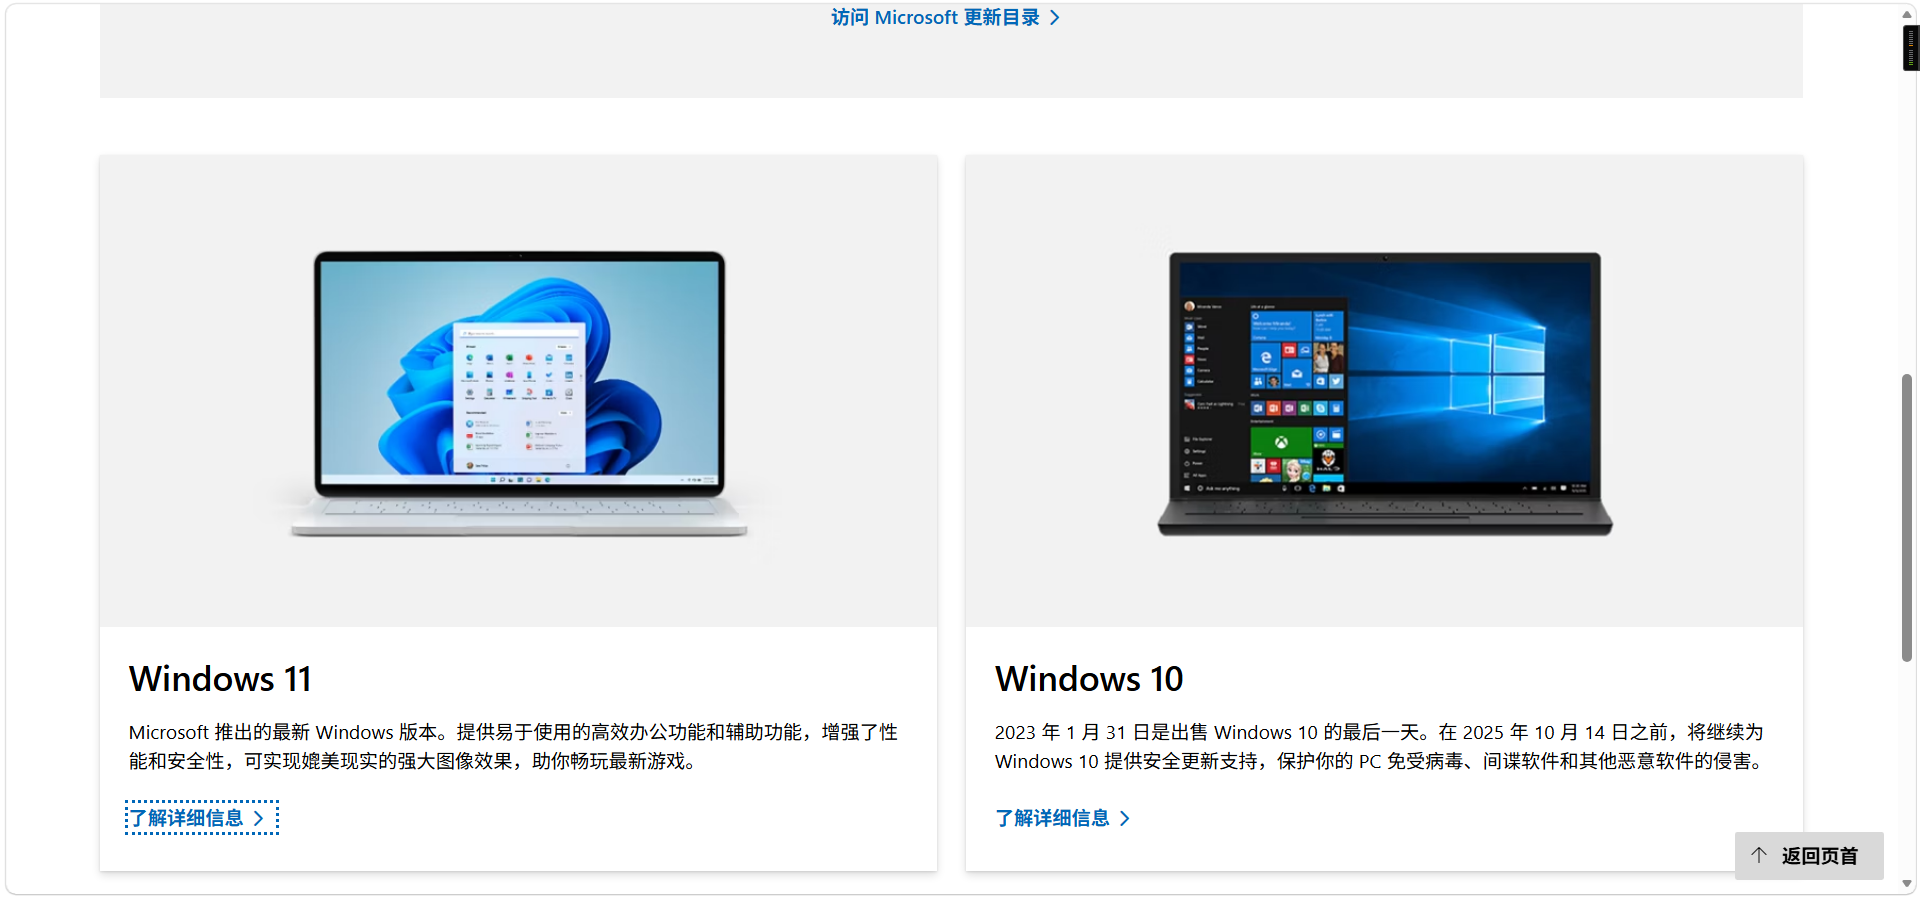 访问 Microsoft 更新目录
Windows 11
Microsoft 推出的最新 Windows 版本。提供易于使用的高效办公功能和辅助功能，增强了性
能和安全性，可实现媲美现实的强大图像效果，助你畅玩最新游戏。
了解详细信息
Windows 10
2023 年 1 月 31 日是出售 Windows 10 的最后一天。在 2025 年 10 月 14 日之前，将继续为
Windows 10 提供安全更新支持，保护你的 PC 免受病毒、间谍软件和其他恶意软件的侵害。
了解详细信息
返回页首